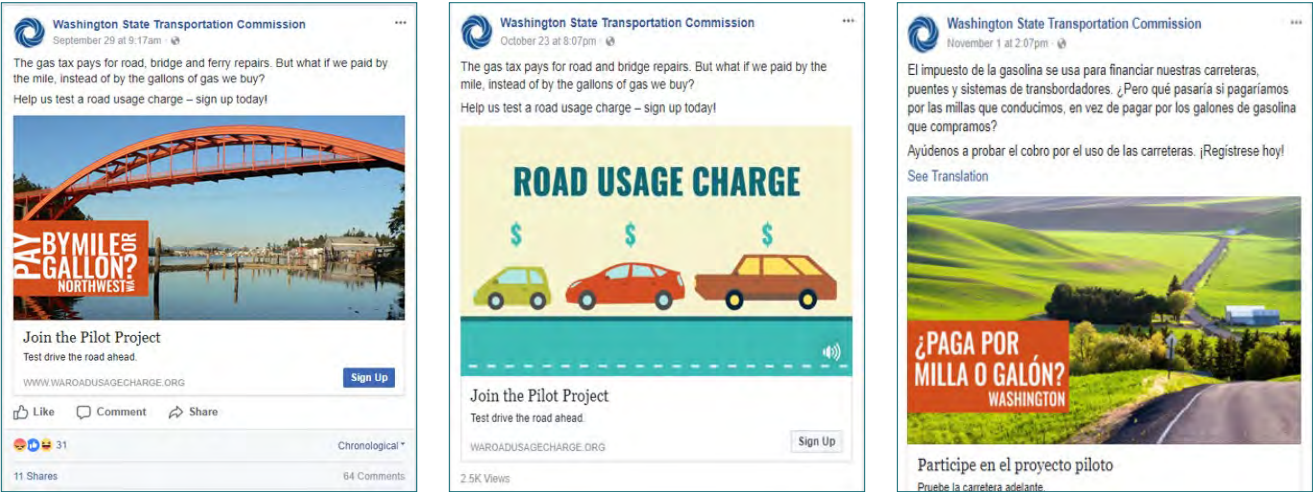 Washington State Transportation Commission
September 29 at 9:17am
The gas tax pays for road, bridge and ferry repairs. But what if we paid by
the mile, instead of by the gallons of gas we buy?
Help us test a road usage charge – sign up today!
PAY BY MILE OR
GALLON?
NORTHWEST WA
Join the Pilot Project
Test drive the road ahead.
WWW.WAROADUSAGECHARGE.ORG
Sign Up
Like Comment Share
31
Chronological
11 Shares
64 Comments
Washington State Transportation Commission
October 23 at 8:07pm
The gas tax pays for road and bridge repairs. But what if we paid by the
mile, instead of by the gallons of gas we buy?
Help us test a road usage charge – sign up today!
ROAD USAGE CHARGE
$ $ $
Join the Pilot Project
Test drive the road ahead.
WAROADUSAGECHARGE.ORG
Sign Up
2.5K Views
Washington State Transportation Commission
November 1 at 2:07pm
El impuesto de la gasolina se usa para financiar nuestras carreteras,
puentes y sistemas de transbordadores. ¿Pero qué pasaría si pagaríamos
por las millas que conducimos, en vez de pagar por los galones de gasolina
que compramos?
Ayúdenos a probar el cobro por el uso de las carreteras. ¡Regístrese hoy!
See Translation
¿PAGA POR
MILLA O GALÓN?
WASHINGTON
Participe en el proyecto piloto
Pruebe la carretera adelante.